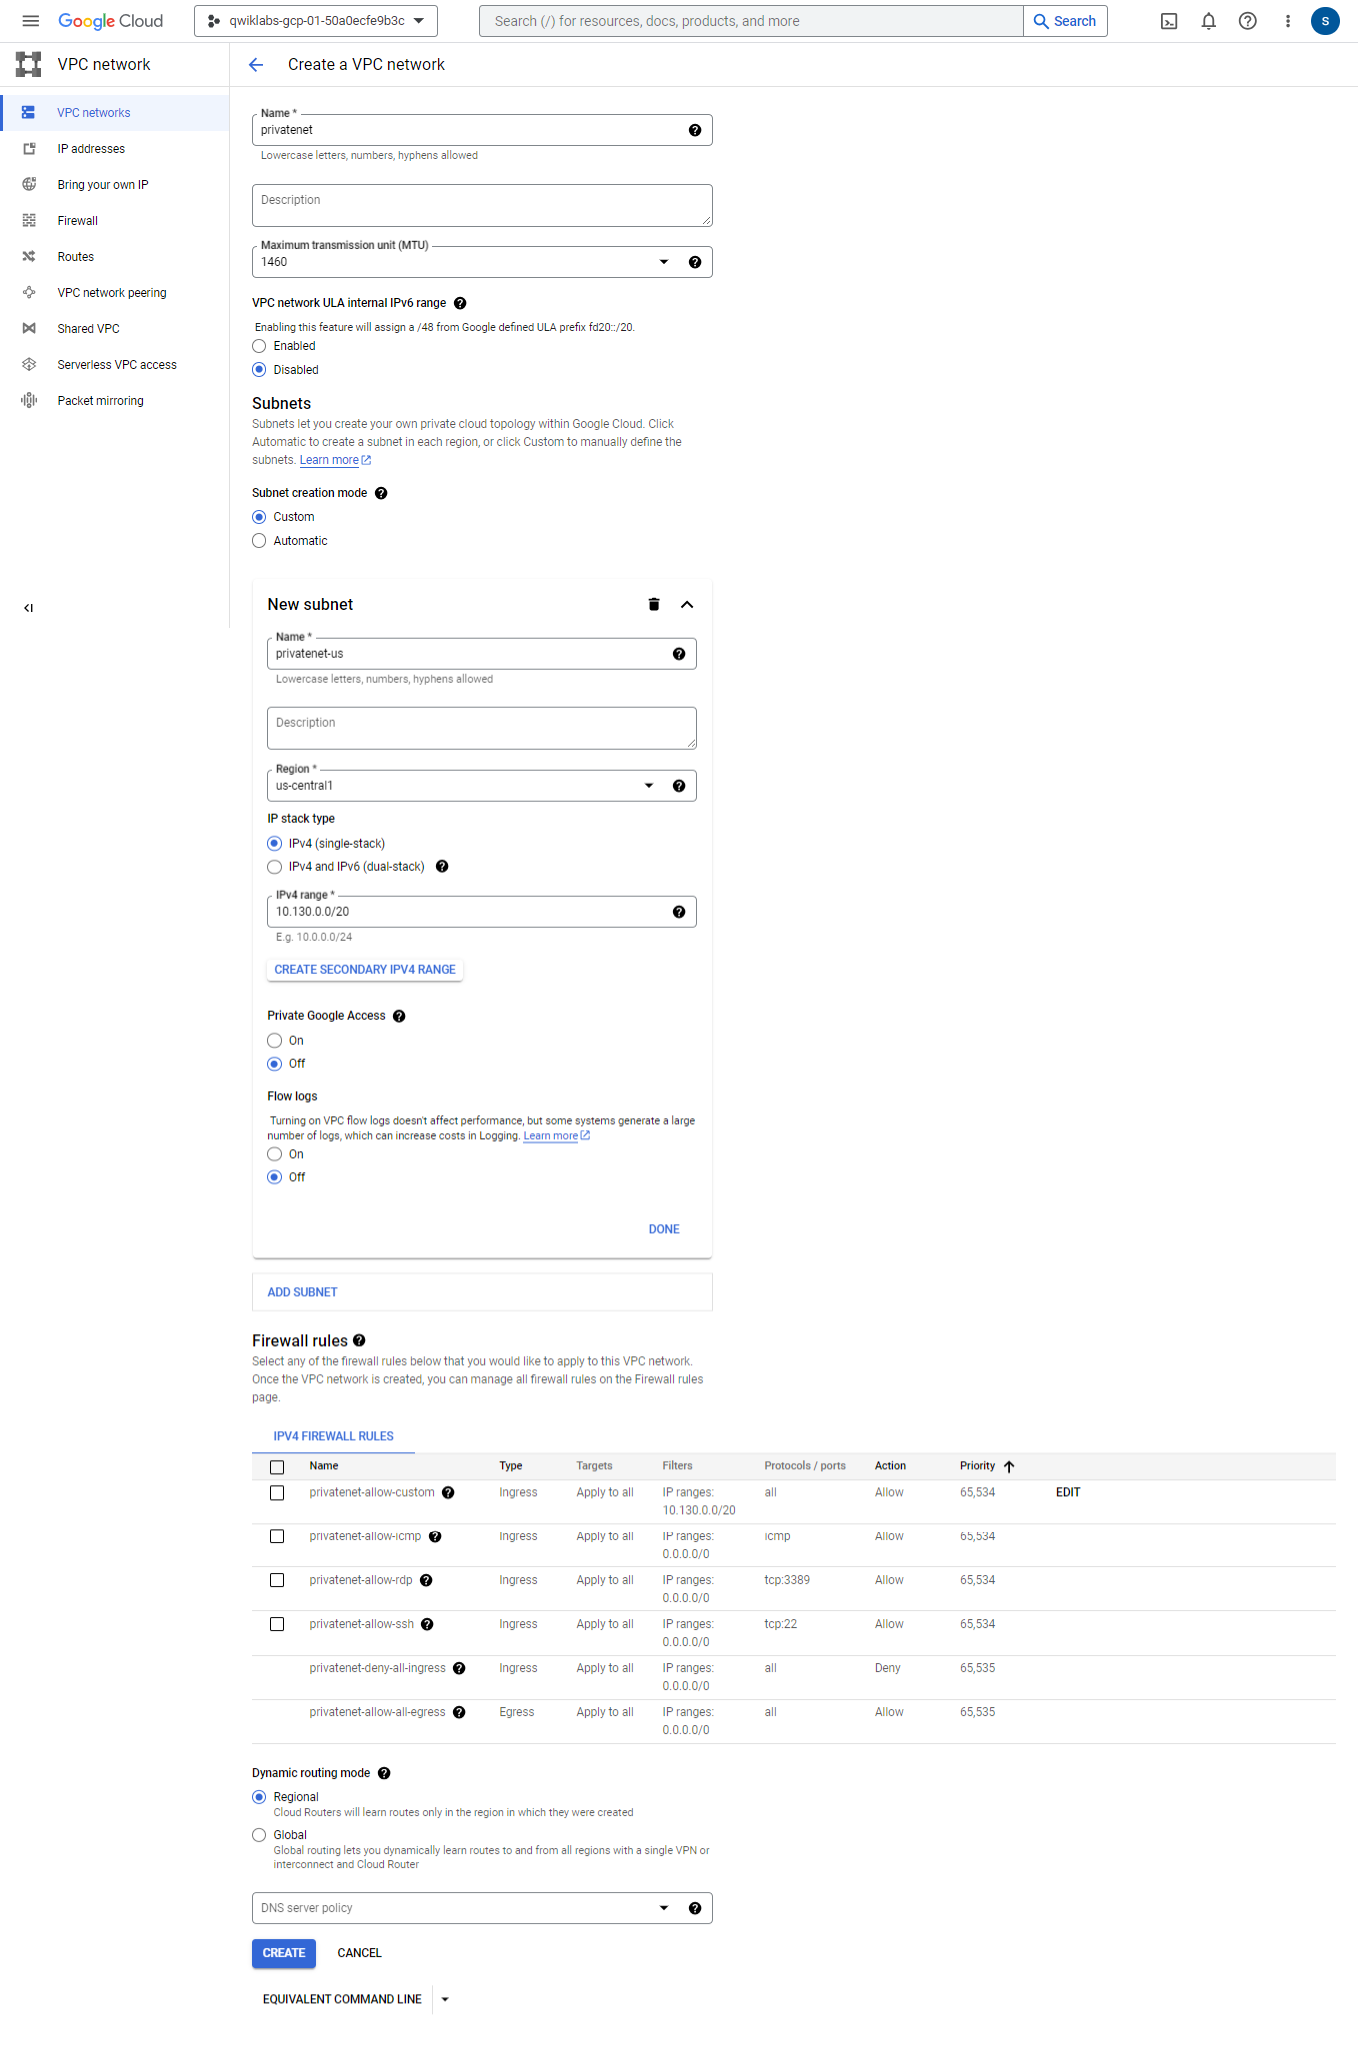 Google Cloud
qwiklabs-gcp-01-50a0ecfe9b3c
Search (/) for resources, docs, products, and more
Search
S
VPC network
Create a VPC network
VPC networks
IP addresses
Bring your own IP
Firewall
Routes
VPC network peering
Shared VPC
Serverless VPC access
Packet mirroring
Name *
privatenet
Lowercase letters, numbers, hyphens allowed
Description
Maximum transmission unit (MTU)
1460
VPC network ULA internal IPv6 range
Enabling this feature will assign a /48 from Google defined ULA prefix fd20::/20.
Enabled
Disabled
Subnets
Subnets let you create your own private cloud topology within Google Cloud. Click
Automatic to create a subnet in each region, or click Custom to manually define the
subnets. Learn more
Subnet creation mode
Custom
Automatic
New subnet
Name *
privatenet-us
Lowercase letters, numbers, hyphens allowed
Description
Region *
us-central1
IP stack type
IPv4 (single-stack)
IPv4 and IPv6 (dual-stack)
IPv4 range *
10.130.0.0/20
E.g. 10.0.0.0/24
CREATE SECONDARY IPV4 RANGE
Private Google Access
On
Off
Flow logs
Turning on VPC flow logs doesn't affect performance, but some systems generate a large
number of logs, which can increase costs in Logging. Learn more
On
Off
DONE
ADD SUBNET
Firewall rules
Select any of the firewall rules below that you would like to apply to this VPC network.
Once the VPC network is created, you can manage all firewall rules on the Firewall rules
page.
IPV4 FIREWALL RULES
Name Type Targets Filters Protocols / ports Action Priority
privatenet-allow-custom Ingress Apply to all IP ranges: all Allow 65,534 EDIT
10.130.0.0/20
privatenet-allow-icmp Ingress Apply to all IP ranges: icmp Allow 65,534
0.0.0.0/0
privatenet-allow-rdp Ingress Apply to all IP ranges: tcp:3389 Allow 65,534
0.0.0.0/0
privatenet-allow-ssh Ingress Apply to all IP ranges: tcp:22 Allow 65,534
0.0.0.0/0
privatenet-deny-all-ingress Ingress Apply to all IP ranges: all Deny 65,535
0.0.0.0/0
privatenet-allow-all-egress Egress Apply to all IP ranges: all Allow 65,535
0.0.0.0/0
Dynamic routing mode
Regional
Cloud Routers will learn routes only in the region in which they were created
Global
Global routing lets you dynamically learn routes to and from all regions with a single VPN or
interconnect and Cloud Router
DNS server policy
CREATE CANCEL
EQUIVALENT COMMAND LINE